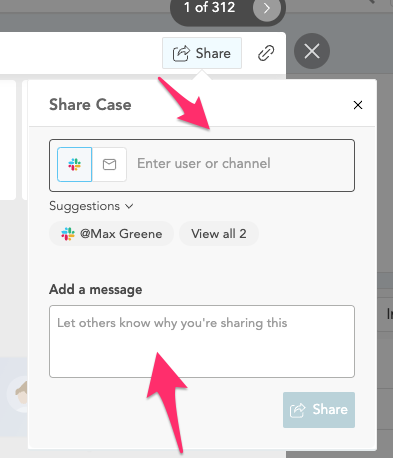 1 of 312
Share
Share Case
Enter user or channel
Suggestions
@Max Greene
View all 2
Add a message
Let others know why you're sharing this
Share